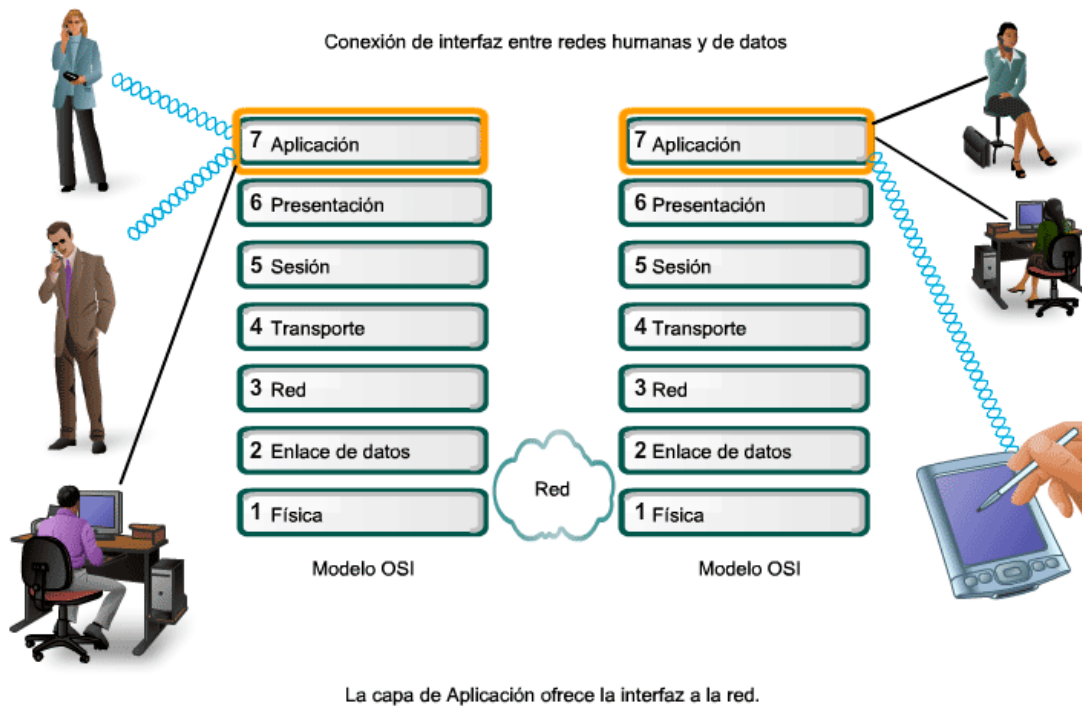 Conexión de interfaz entre redes humanas y de datos
7 Aplicación
6 Presentación
5 Sesión
4 Transporte
3 Red
2 Enlace de datos
1 Física
Modelo OSI
Red
7 Aplicación
6 Presentación
5 Sesión
4 Transporte
3 Red
2 Enlace de datos
1 Física
Modelo OSI
La capa de Aplicación ofrece la interfaz a la red.